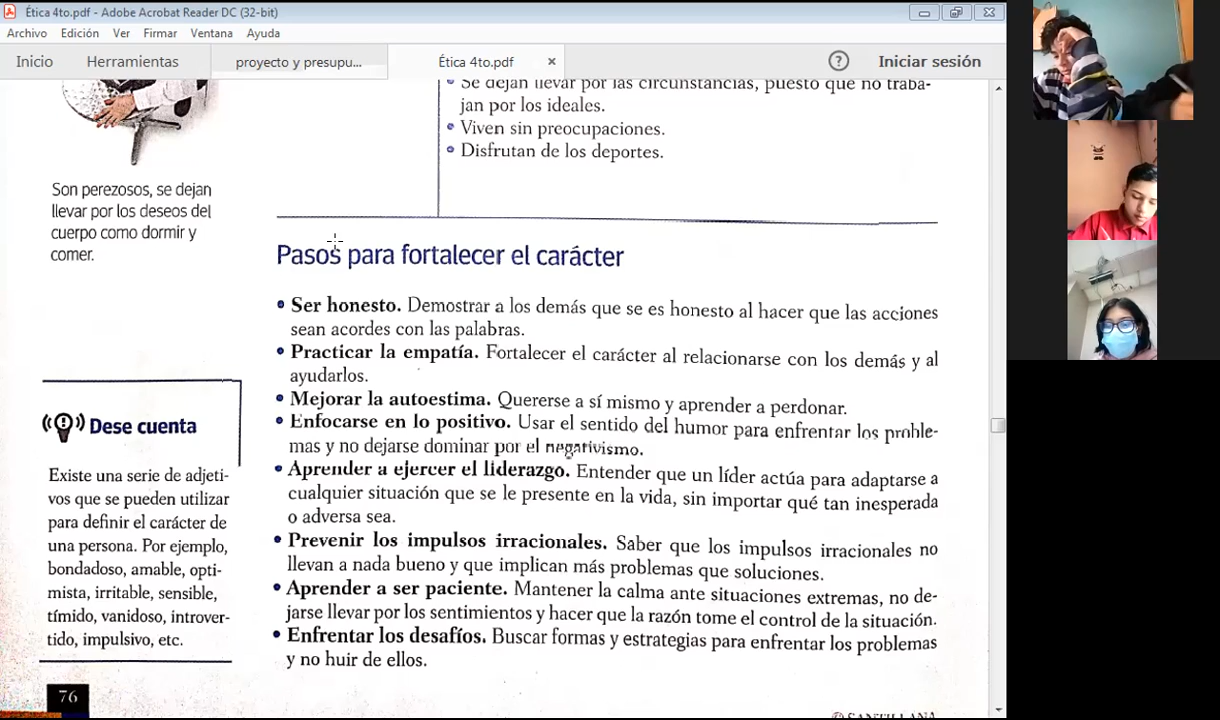 Ética 4to.pdf - Adobe Acrobat Reader DC (32-bit)
Archivo Edición Ver Firmar Ventana Ayuda
Inicio Herramientas proyecto y presupu... Ética 4to.pdf × ? Iniciar sesión
• Se dejan llevar por las circunstancias, puesto que no traba-
jan por los ideales.
• Viven sin preocupaciones.
• Disfrutan de los deportes.
Son perezosos, se dejan
llevar por los deseos del
cuerpo como dormir y
comer.
Pasos para fortalecer el carácter
• Ser honesto. Demostrar a los demás que se es honesto al hacer que las acciones
sean acordes con las palabras.
• Practicar la empatía. Fortalecer el carácter al relacionarse con los demás y al
ayudarlos.
• Mejorar la autoestima. Quererse a sí mismo y aprender a perdonar.
• Enfocarse en lo positivo. Usar el sentido del humor para enfrentar los proble-
mas y no dejarse dominar por el negativismo.
• Aprender a ejercer el liderazgo. Entender que un líder actúa para adaptarse a
cualquier situación que se le presente en la vida, sin importar qué tan inesperada
o adversa sea.
• Prevenir los impulsos irracionales. Saber que los impulsos irracionales no
llevan a nada bueno y que implican más problemas que soluciones.
• Aprender a ser paciente. Mantener la calma ante situaciones extremas, no de-
jarse llevar por los sentimientos y hacer que la razón tome el control de la situación.
• Enfrentar los desafíos. Buscar formas y estrategias para enfrentar los problemas
y no huir de ellos.
Dese cuenta
Existe una serie de adjeti-
vos que se pueden utilizar
para definir el carácter de
una persona. Por ejemplo,
bondadoso, amable, opti-
mista, irritable, sensible,
tímido, vanidoso, introver-
tido, impulsivo, etc.
76
© SANTILLANA